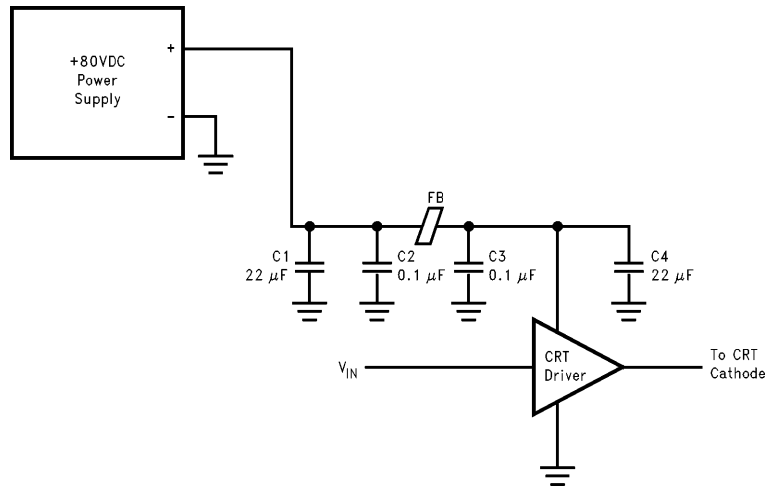 +80VDC
Power
Supply
+
-
FB
C1
22 μF
C2
0.1 μF
C3
0.1 μF
C4
22 μF
VIN
CRT
Driver
To CRT
Cathode